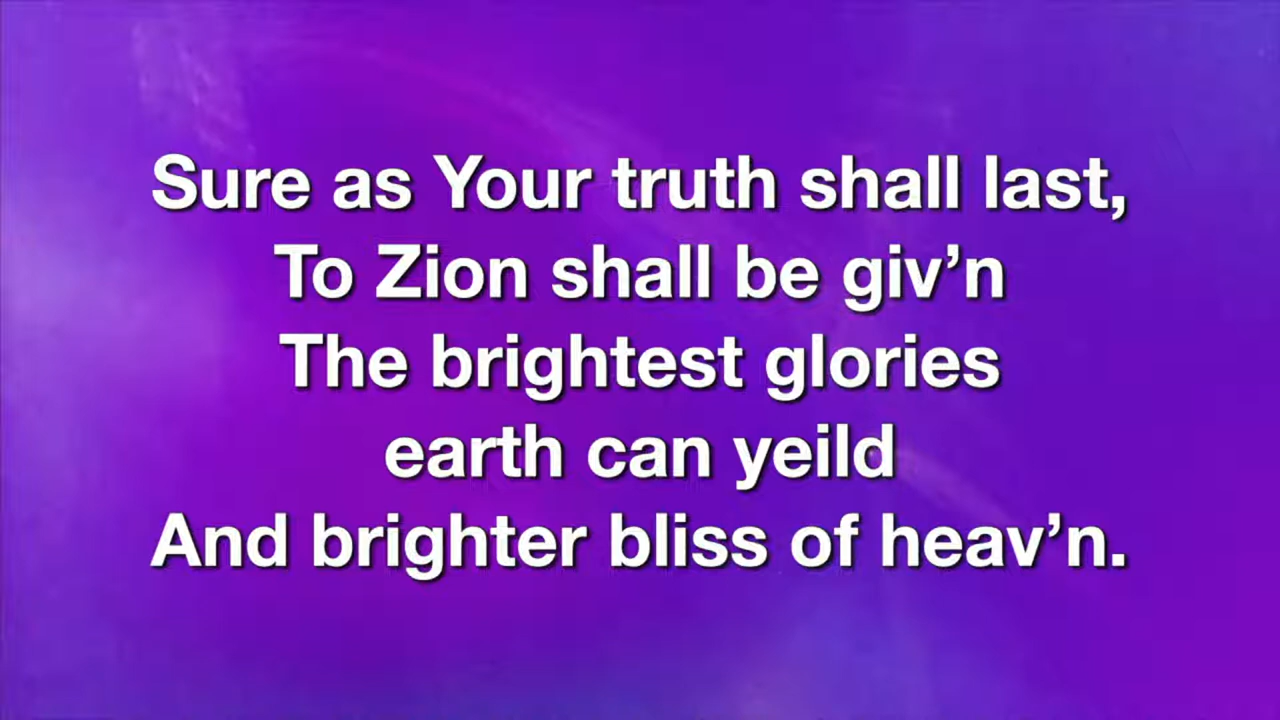 Sure as Your truth shall last,
To Zion shall be giv’n
The brightest glories
earth can yeild
And brighter bliss of heav’n.